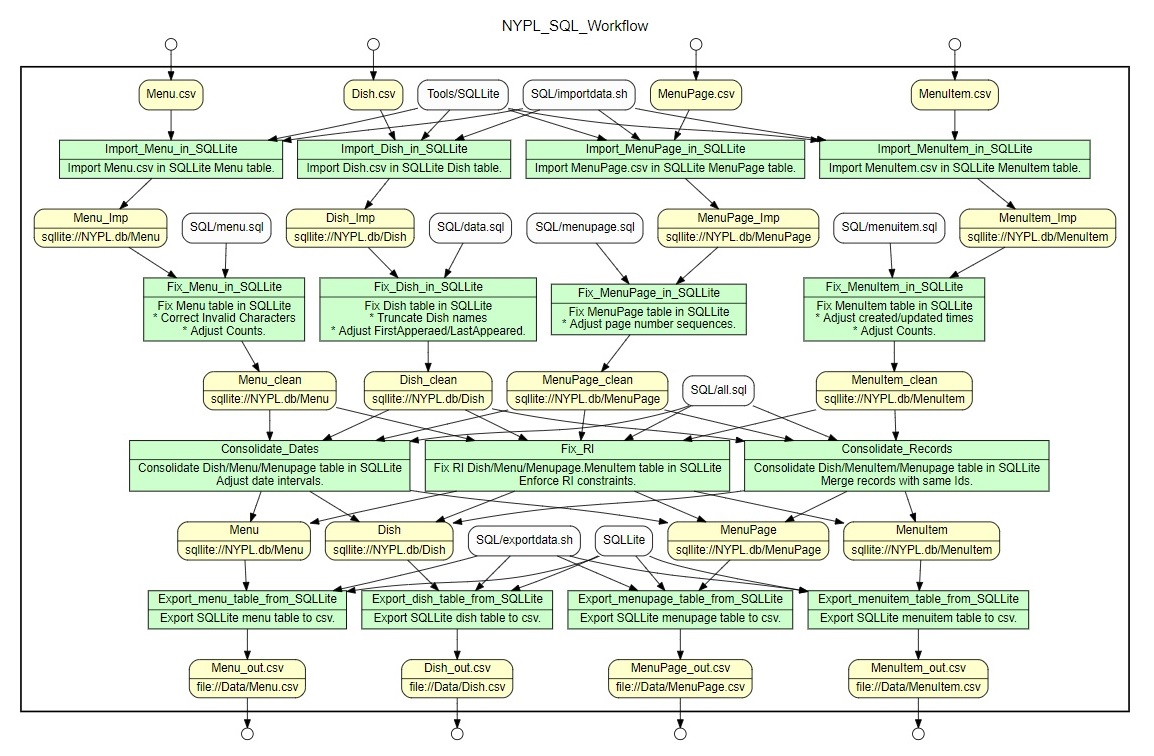 NYPL_SQL_Workflow
Menu.csv
Dish.csv
Tools/SQLLite
SQL/importdata.sh
MenuPage.csv
MenuItem.csv
Import_Menu_in_SQLLite
Import Menu.csv in SQLite Menu table.
Import_Dish_in_SQLLite
Import Dish.csv in SQLite Dish table.
Import_MenuPage_in_SQLLite
Import MenuPage.csv in SQLite MenuPage table.
Import_MenuItem_in_SQLLite
Import MenuItem.csv in SQLite MenuItem table.
Menu_Imp
sqllite://NYPL.db/Menu
SQL/menu.sql
Dish_Imp
sqllite://NYPL.db/Dish
SQL/data.sql
SQL/menupage.sql
MenuPage_Imp
sqllite://NYPL.db/MenuPage
SQL/menuitem.sql
MenuItem_Imp
sqllite://NYPL.db/MenuItem
Fix_Menu_in_SQLLite
Fix Menu table in SQLLite
* Correct Invalid Characters
* Adjust Counts.
Fix_Dish_in_SQLLite
Fix Dish table in SQLLite
* Truncate Dish names
* Adjust FirstApperaed/LastAppeared.
Fix_MenuPage_in_SQLLite
Fix MenuPage table in SQLLite
* Adjust page number sequences.
Fix_MenuItem_in_SQLLite
Fix MenuItem table in SQLLite
* Adjust created/updated times
* Adjust Counts.
Menu_clean
sqllite://NYPL.db/Menu
Dish_clean
sqllite://NYPL.db/Dish
MenuPage_clean
sqllite://NYPL.db/MenuPage
SQL/all.sql
MenuItem_clean
sqllite://NYPL.db/MenuItem
Consolidate_Dates
Consolidate Dish/Menu/Menupage table in SQLLite
Adjust date intervals.
Fix_RI
Fix RI Dish/Menu/Menupage.MenuItem table in SQLLite
Enforce RI constraints.
Consolidate_Records
Consolidate Dish/MenuItem/Menupage table in SQLLite
Merge records with same Ids.
Menu
sqllite://NYPL.db/Menu
Dish
sqllite://NYPL.db/Dish
SQL/exportdata.sh
SQLLite
MenuPage
sqllite://NYPL.db/MenuPage
MenuItem
sqllite://NYPL.db/MenuItem
Export_menu_table_from_SQLLite
Export SQLLite menu table to csv.
Export_dish_table_from_SQLLite
Export SQLLite dish table to csv.
Export_menupage_table_from_SQLLite
Export SQLLite menupage table to csv.
Export_menuitem_table_from_SQLLite
Export SQLLite menuitem table to csv.
Menu_out.csv
file://Data/Menu.csv
Dish_out.csv
file://Data/Dish.csv
MenuPage_out.csv
file://Data/MenuPage.csv
MenuItem_out.csv
file://Data/MenuItem.csv